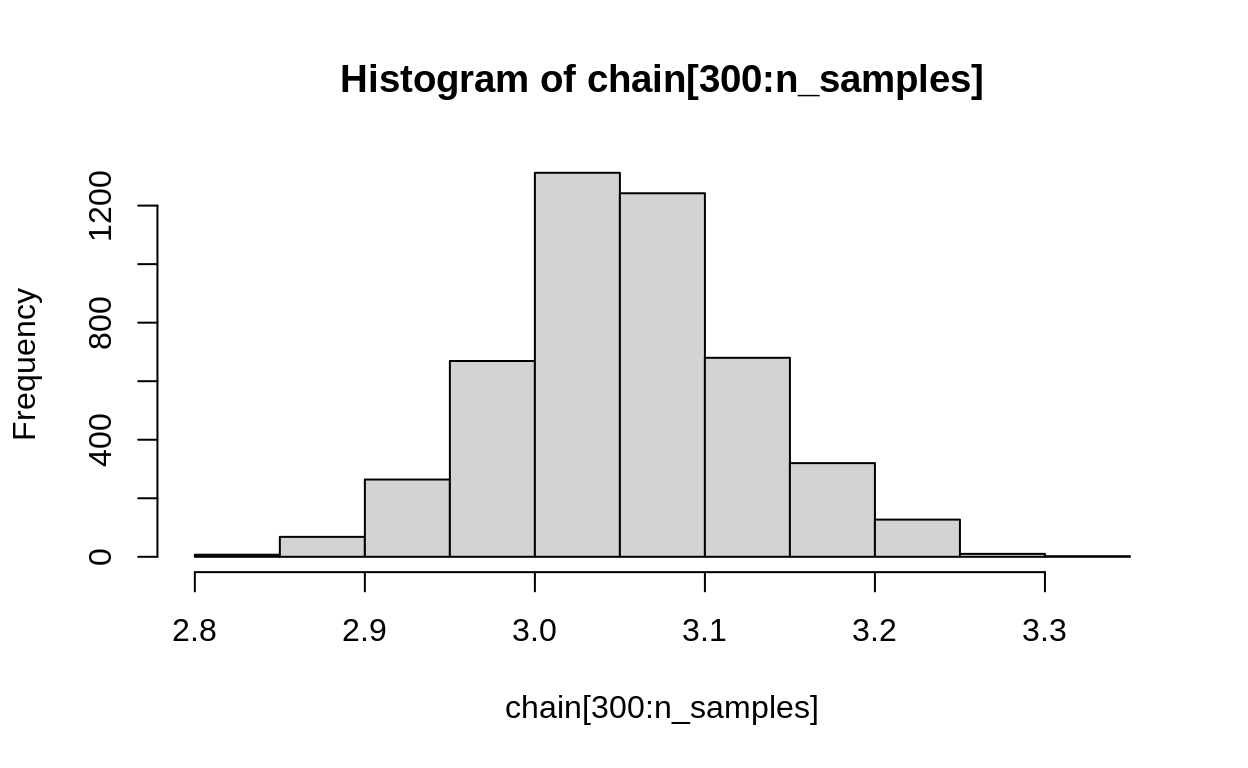 Histogram of chain[300:n_samples]
Frequency
1200
800
400
0
2.8 2.9 3.0 3.1 3.2 3.3
chain[300:n_samples]